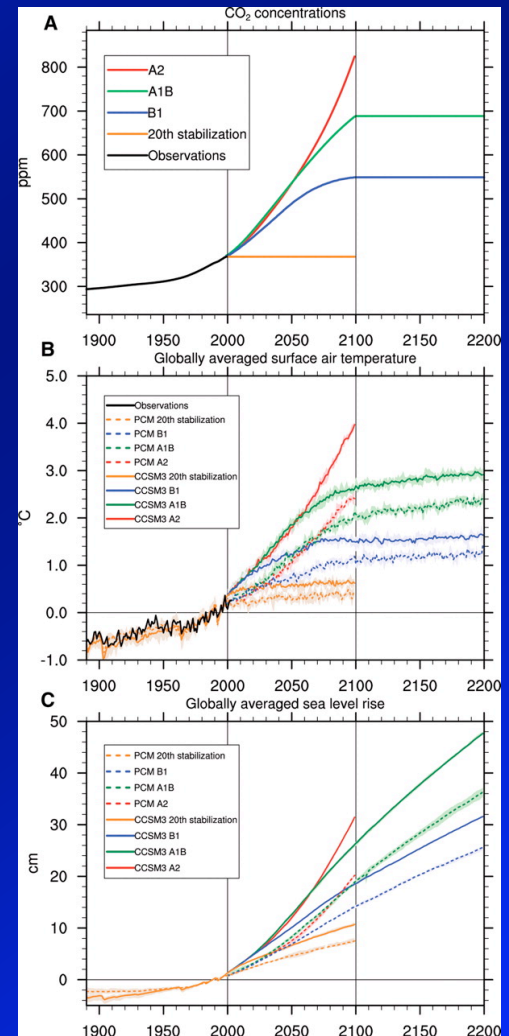 A
CO2 concentrations
800
700
600
500
400
300
ppm
A2
A1B
B1
20th stabilization
Observations
1900 1950 2000 2050 2100 2150 2200
B
Globally averaged surface air temperature
5.0
4.0
3.0
2.0
1.0
0.0
-1.0
°C
Observations
PCM 20th stabilization
PCM B1
PCM A1B
PCM A2
CCSM3 20th stabilization
CCSM3 B1
CCSM3 A1B
CCSM3 A2
1900 1950 2000 2050 2100 2150 2200
C
Globally averaged sea level rise
50
40
30
20
10
0
cm
PCM 20th stabilization
PCM B1
PCM A1B
PCM A2
CCSM3 20th stabilization
CCSM3 B1
CCSM3 A1B
CCSM3 A2
1900 1950 2000 2050 2100 2150 2200